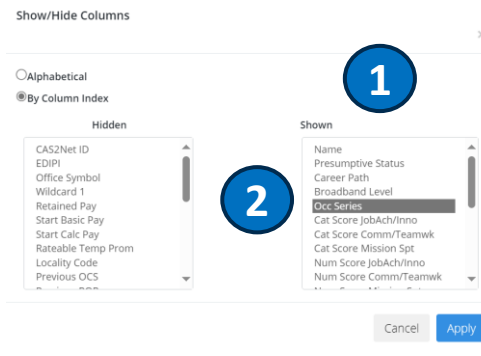 Show/Hide Columns
1
Alphabetical
By Column Index
Hidden
Shown
CAS2Net ID
EDIPI
Office Symbol
Wildcard 1
Retained Pay
Start Basic Pay
Start Calc Pay
Rateable Temp Prom
Locality Code
Previous OCS
2
Name
Presumptive Status
Career Path
Broadband Level
Occ Series
Cat Score JobAch/Inno
Cat Score Comm/Teamwk
Cat Score Mission Spt
Num Score JobAch/Inno
Num Score Comm/Teamwk
Cancel
Apply